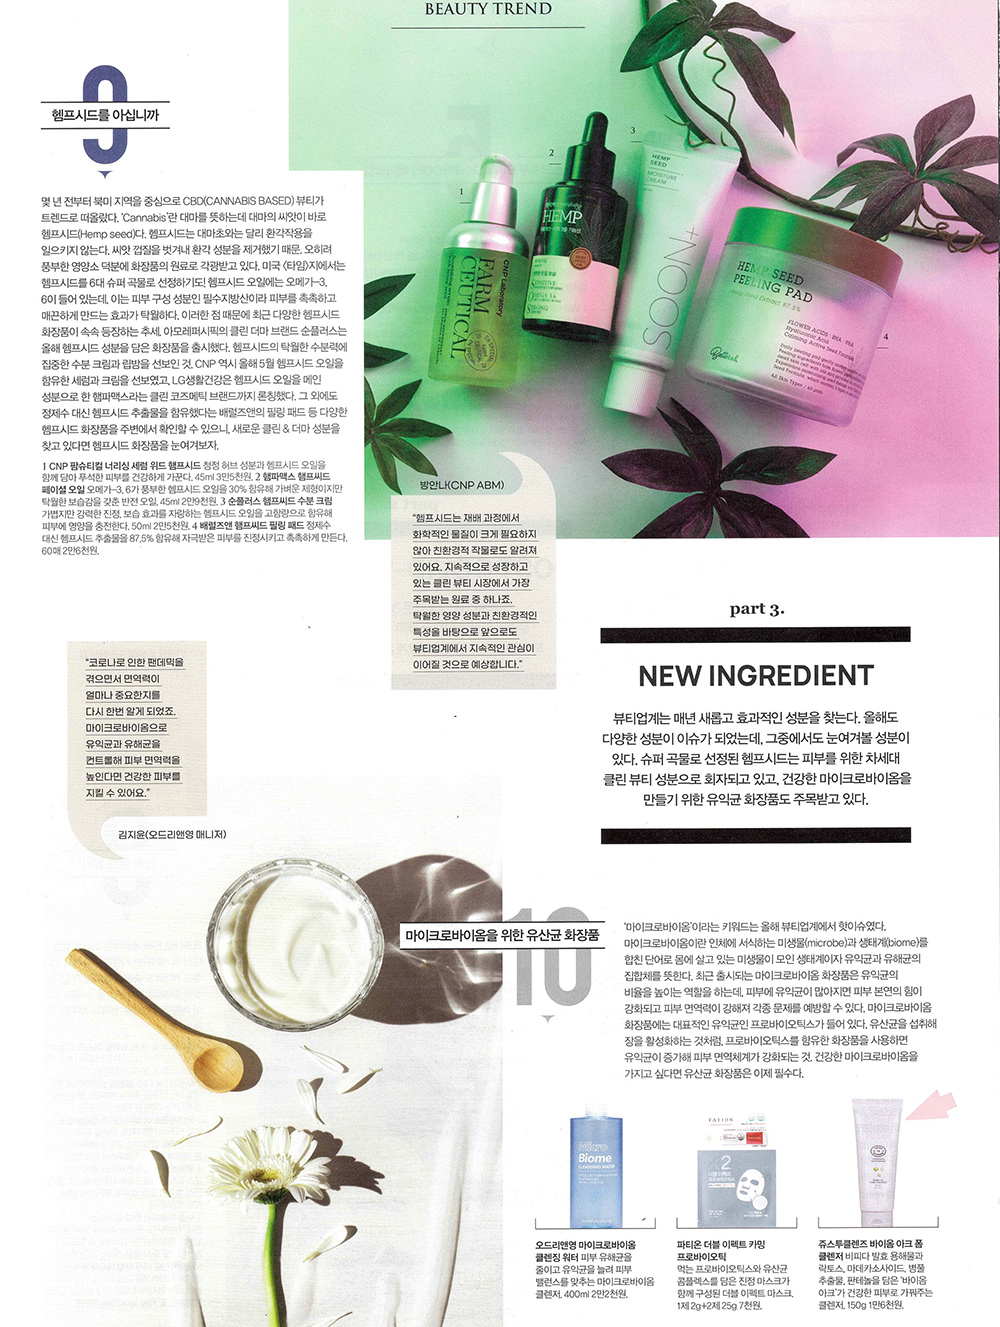 BEAUTY TREND
9
헴프시드를 아십니까
몇 년 전부터 북미 지역을 중심으로 CBD(CANNABIS BASED) 뷰티가
트렌드로 떠올랐다. ‘Cannabis’란 대마를 뜻하는데 대마의 씨앗이 바로
헴프시드(Hemp seed)다. 헴프시드는 대마초와는 달리 환각작용을
일으키지 않는다. 씨앗 껍질을 벗겨내 환각 성분을 제거했기 때문. 오히려
풍부한 영양소 덕분에 화장품의 원료로 각광받고 있다. 미국 <타임>지에서는
헴프시드를 6대 슈퍼 곡물로 선정하기도! 헴프시드 오일에는 오메가-3,
6이 들어 있는데, 이는 피부 구성 성분인 필수지방산이라 피부를 촉촉하고
매끈하게 만드는 효과가 탁월하다. 이러한 점 때문에 최근 다양한 헴프시드
화장품이 속속 등장하는 추세. 아모레퍼시픽의 클린 더마 브랜드 순플러스는
올해 헴프시드 성분을 담은 화장품을 출시했다. 헴프시드의 탁월한 수분력에
집중한 수분 크림과 립밤을 선보인 것. CNP 역시 올해 5월 헴프시드 오일을
함유한 세럼과 크림을 선보였고, LG생활건강은 헴프시드 오일을 메인
성분으로 한 햄파맥스라는 클린 코즈메틱 브랜드까지 론칭했다. 그 외에도
정제수 대신 헴프시드 추출물을 함유했다는 배럴즈앤의 필링 패드 등 다양한
헴프시드 화장품을 주변에서 확인할 수 있으니, 새로운 클린 & 더마 성분을
찾고 있다면 헴프시드 화장품을 눈여겨보자.
1 CNP 팜슈티컬 너리싱 세럼 위드 햄프시드 청정 허브 성분과 헴프시드 오일을
함께 담아 푸석한 피부를 건강하게 가꾼다. 45ml 3만5천원. 2 햄파맥스 햄프씨드
페이셜 오일 오메가-3, 6가 풍부한 헴프시드 오일을 30% 함유해 가벼운 제형이지만
탁월한 보습감을 갖춘 반전 오일. 45ml 2만9천원. 3 순플러스 햄프씨드 수분 크림
가볍지만 강력한 진정, 보습 효과를 자랑하는 헴프시드 오일을 고함량으로 함유해
피부에 영양을 충전한다. 50ml 2만5천원. 4 배럴즈앤 햄프씨드 필링 패드 정제수
대신 헴프시드 추출물을 87.5% 함유해 자극받은 피부를 진정시키고 촉촉하게 만든다.
60매 2만6천원.
1
2
3
4
CNP Laboratory
FARM
CEUTICAL
HEMP
SENSITIVE
OMEGA 3.6
STRONG
HEMP
SEED
MOISTURE
CREAM
SOON+
HEMP SEED
PEELING PAD
Hemp Seed Extract 87.5%
FLOWER ACIDS · BHA · PHA
Hyaluronic Acid
Calming Active Seed Formula
All Skin Types / 60 pads
방안나(CNP ABM)
“헴프시드는 재배 과정에서
화학적인 물질이 크게 필요하지
않아 친환경적 작물로도 알려져
있어요. 지속적으로 성장하고
있는 클린 뷰티 시장에서 가장
주목받는 원료 중 하나죠.
탁월한 영양 성분과 친환경적인
특성을 바탕으로 앞으로도
뷰티업계에서 지속적인 관심이
이어질 것으로 예상합니다.”
part 3.
NEW INGREDIENT
뷰티업계는 매년 새롭고 효과적인 성분을 찾는다. 올해도
다양한 성분이 이슈가 되었는데, 그중에서도 눈여겨볼 성분이
있다. 슈퍼 곡물로 선정된 헴프시드는 피부를 위한 차세대
클린 뷰티 성분으로 회자되고 있고, 건강한 마이크로바이옴을
만들기 위한 유익균 화장품도 주목받고 있다.
“코로나로 인한 팬데믹을
겪으면서 면역력이
얼마나 중요한지를
다시 한번 알게 되었죠.
마이크로바이옴으로
유익균과 유해균을
컨트롤해 피부 면역력을
높인다면 건강한 피부를
지킬 수 있어요.”
김지윤(오드리앤영 매니저)
10
마이크로바이옴을 위한 유산균 화장품
‘마이크로바이옴’이라는 키워드는 올해 뷰티업계에서 핫이슈였다.
마이크로바이옴이란 인체에 서식하는 미생물(microbe)과 생태계(biome)를
합친 단어로 몸에 살고 있는 미생물이 모인 생태계이자 유익균과 유해균의
집합체를 뜻한다. 최근 출시되는 마이크로바이옴 화장품은 유익균의
비율을 높이는 역할을 하는데, 피부에 유익균이 많아지면 피부 본연의 힘이
강화되고 피부 면역력이 강해져 각종 문제를 예방할 수 있다. 마이크로바이옴
화장품에는 대표적인 유익균인 프로바이오틱스가 들어 있다. 유산균을 섭취해
장을 활성화하는 것처럼, 프로바이오틱스를 함유한 화장품을 사용하면
유익균이 증가해 피부 면역체계가 강화되는 것. 건강한 마이크로바이옴을
가지고 싶다면 유산균 화장품은 이제 필수다.
Micro
Biome
CLEANSING WATER
FATION
2
오드리앤영 마이크로바이옴
클렌징 워터 피부 유해균을
줄이고 유익균을 늘려 피부
밸런스를 맞추는 마이크로바이옴
클렌저. 400ml 2만2천원.
파티온 더블 이펙트 카밍
프로바이오틱
먹는 프로바이오틱스와 유산균
콤플렉스를 담은 진정 마스크가
함께 구성된 더블 이펙트 마스크.
1제 2g+2제 25g 7천원.
쥬스투클렌즈 바이옴 아크 폼
클렌저 비피다 발효 용해물과
락토스, 마데카소사이드, 병풀
추출물, 판테놀을 담은 ‘바이옴
아크’가 건강한 피부로 가꿔주는
클렌저. 150g 1만6천원.